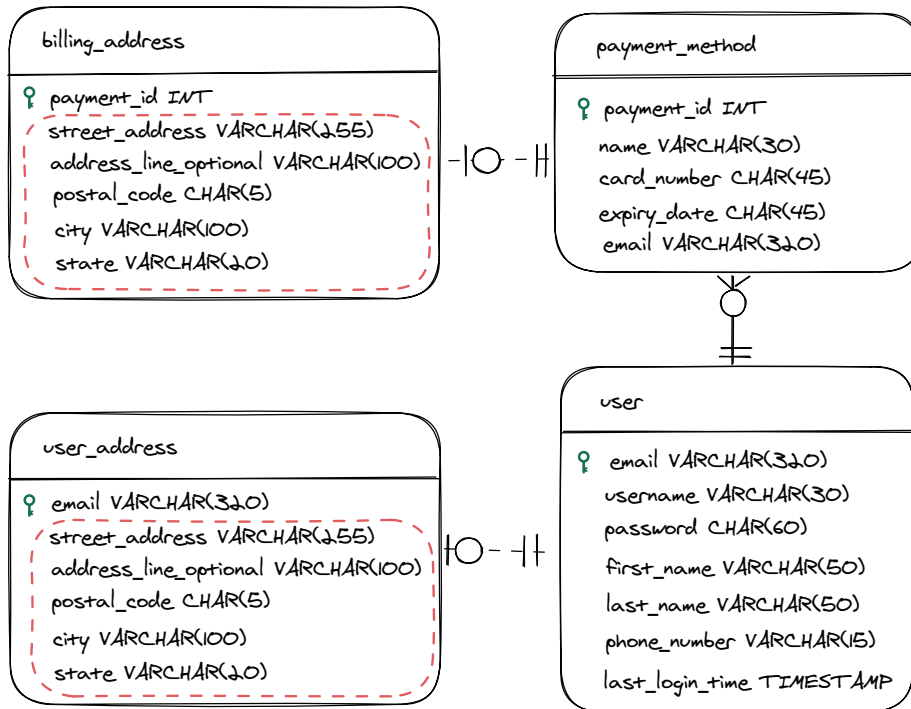 billing_address
payment_id INT
street_address VARCHAR(255)
address_line_optional VARCHAR(100)
postal_code CHAR(5)
city VARCHAR(100)
state VARCHAR(20)
payment_method
payment_id INT
name VARCHAR(30)
card_number CHAR(45)
expiry_date CHAR(45)
email VARCHAR(320)
user_address
email VARCHAR(320)
street_address VARCHAR(255)
address_line_optional VARCHAR(100)
postal_code CHAR(5)
city VARCHAR(100)
state VARCHAR(20)
user
email VARCHAR(320)
username VARCHAR(30)
password CHAR(60)
first_name VARCHAR(50)
last_name VARCHAR(50)
phone_number VARCHAR(15)
last_login_time TIMESTAMP